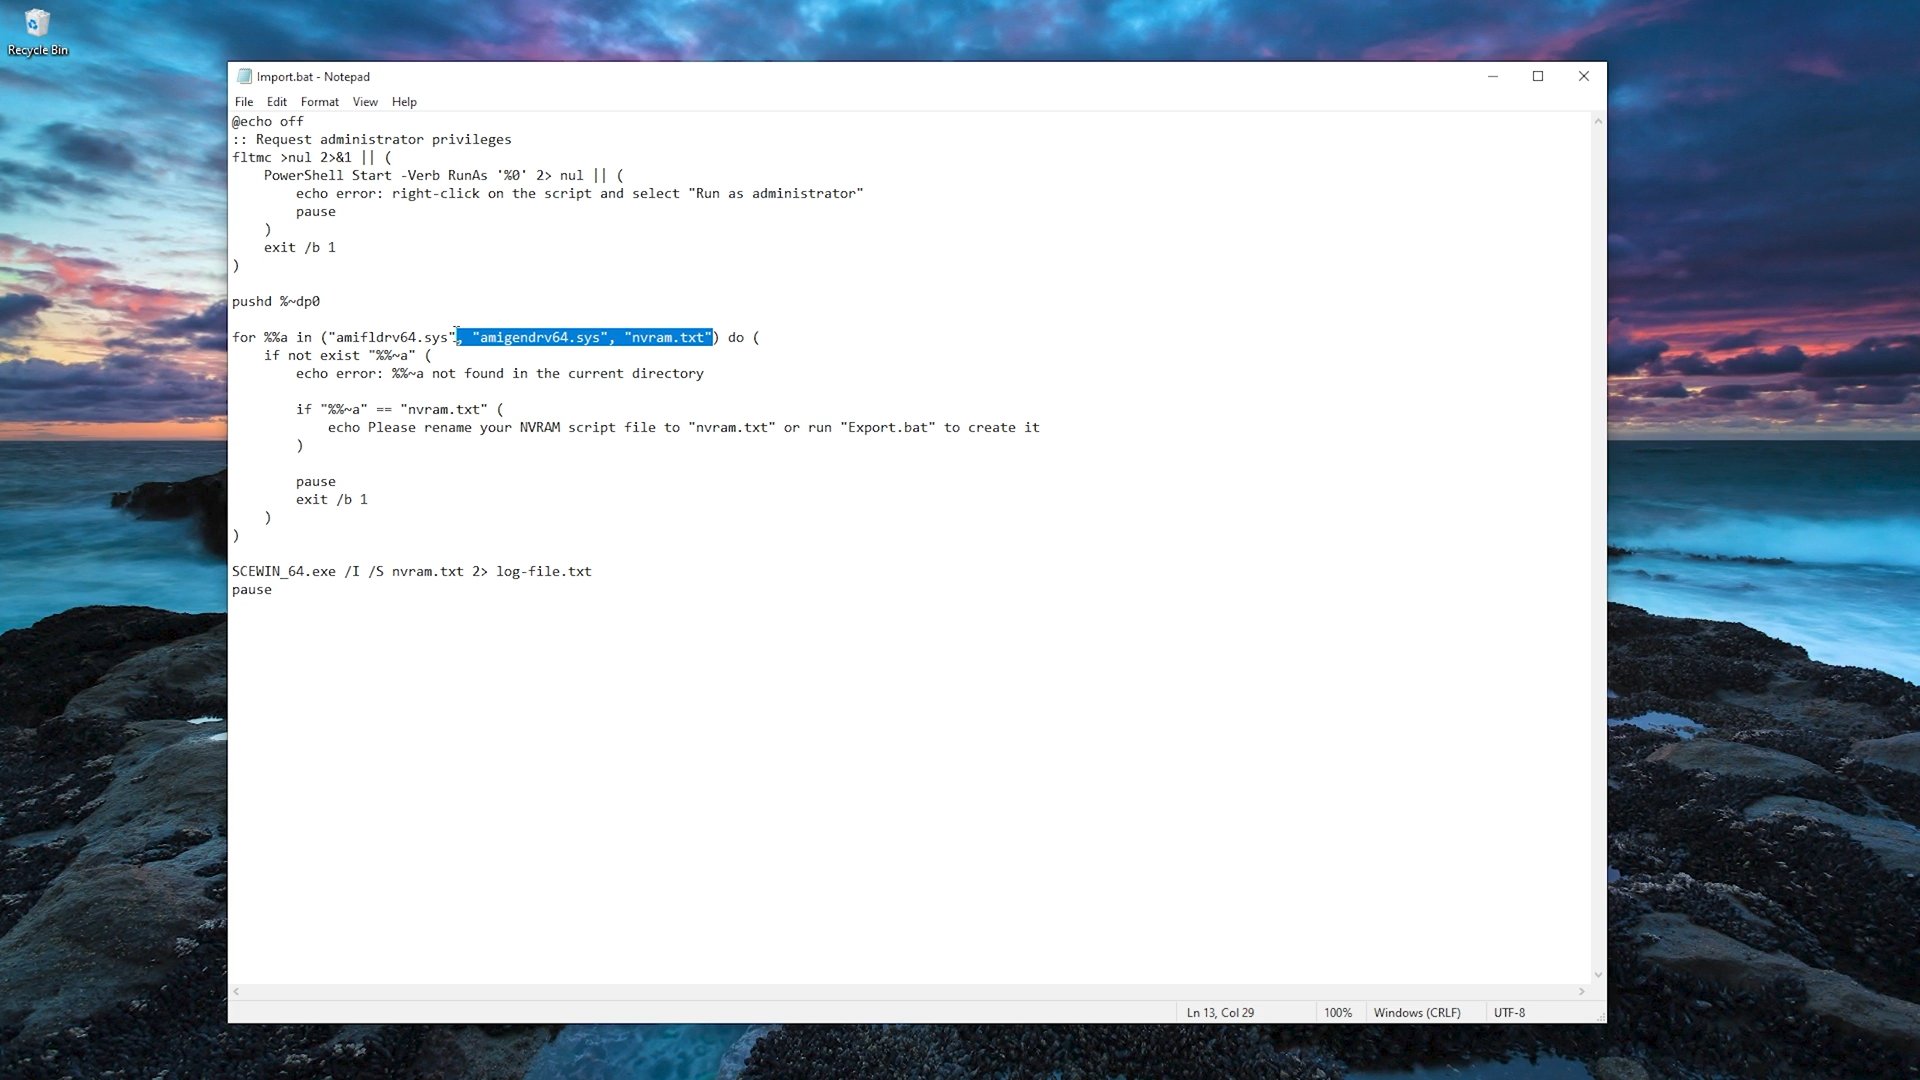 Recycle Bin
Import.bat - Notepad
File Edit Format View Help
@echo off
:: Request administrator privileges
fltmc >nul 2>&1 || (
    PowerShell Start -Verb RunAs '%0' 2> nul || (
        echo error: right-click on the script and select "Run as administrator"
        pause
    )
    exit /b 1
)
pushd %~dp0
for %%a in ("amifldrv64.sys", "amigendrv64.sys", "nvram.txt") do (
    if not exist "%%~a" (
        echo error: %%~a not found in the current directory
        if "%%~a" == "nvram.txt" (
            echo Please rename your NVRAM script file to "nvram.txt" or run "Export.bat" to create it
        )
        pause
        exit /b 1
    )
)
SCEWIN_64.exe /I /S nvram.txt 2> log-file.txt
pause
Ln 13, Col 29 100% Windows (CRLF) UTF-8